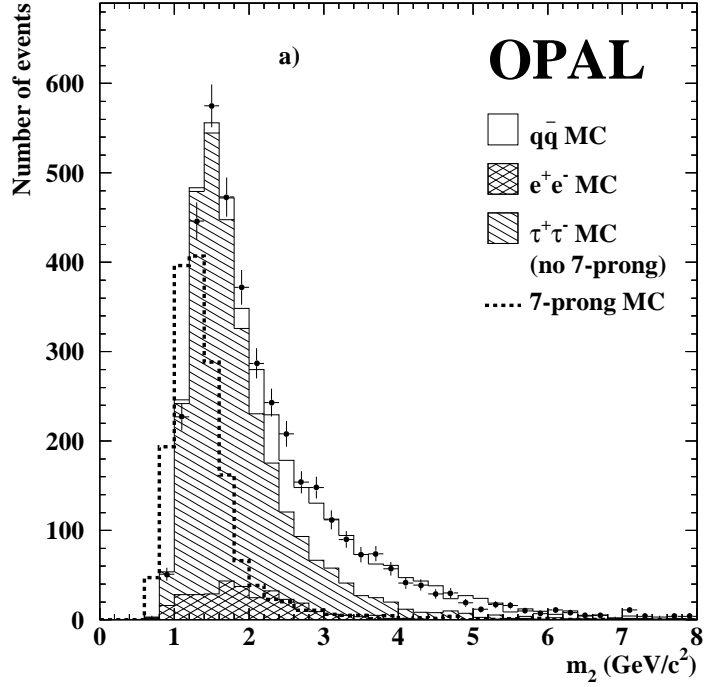 a)
OPAL
Number of events
qq̄ MC
e⁺e⁻ MC
τ⁺τ⁻ MC
(no 7-prong)
7-prong MC
600
500
400
300
200
100
0
0 1 2 3 4 5 6 7 8
m₂ (GeV/c²)